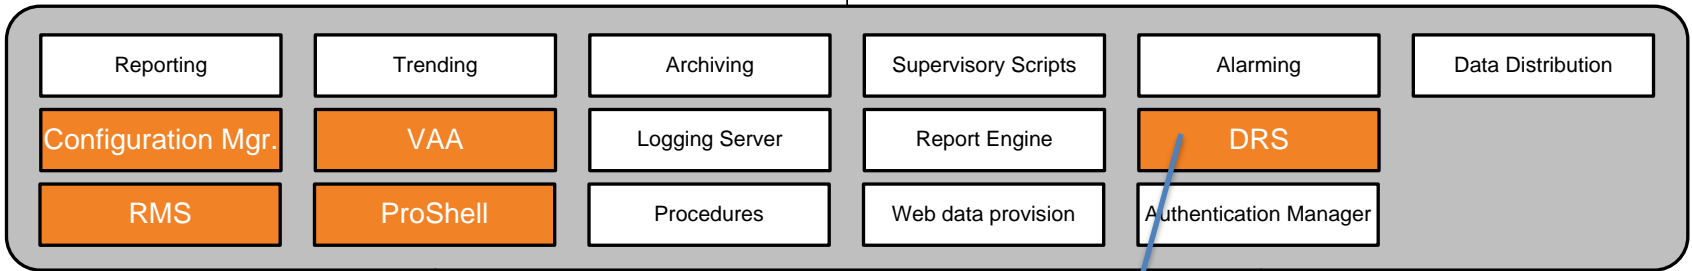 Reporting
Trending
Archiving
Supervisory Scripts
Alarming
Data Distribution
Configuration Mgr.
VAA
Logging Server
Report Engine
DRS
RMS
ProShell
Procedures
Web data provision
Authentication Manager